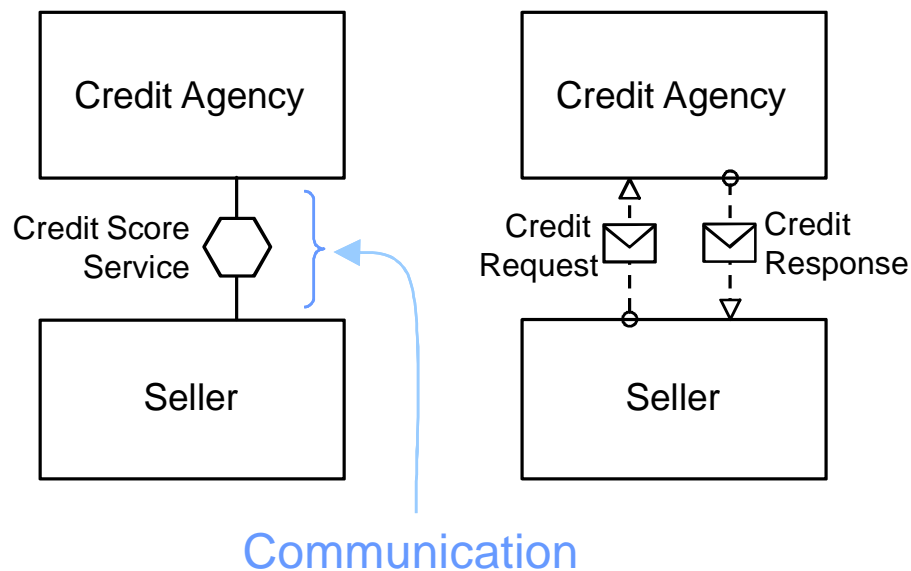 Credit Agency
Credit Score
Service
Seller
Credit Agency
Credit
Request
Credit
Response
Seller
Communication